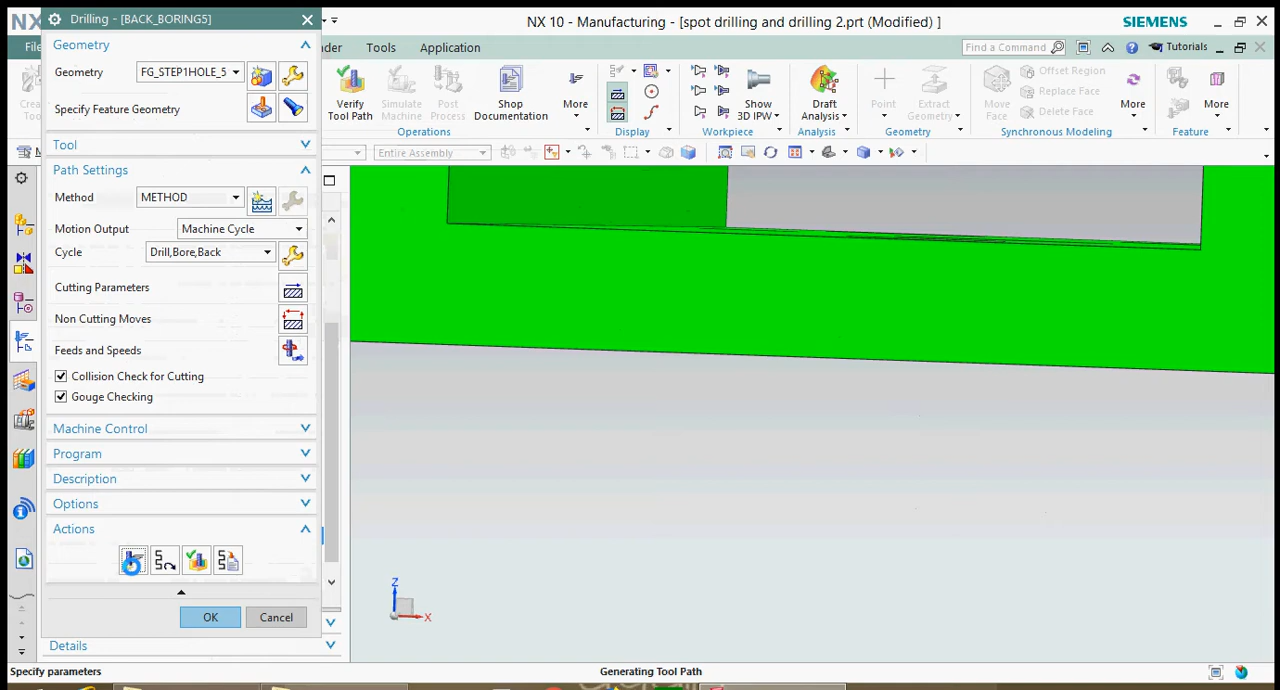 Drilling - [BACK_BORING5]
NX 10 - Manufacturing - [spot drilling and drilling 2.prt (Modified) ]
SIEMENS
Tools
Application
Find a Command
Tutorials
Geometry
Geometry
FG_STEP1HOLE_5
Specify Feature Geometry
Tool
Path Settings
Method
METHOD
Motion Output
Machine Cycle
Cycle
Drill,Bore,Back
Cutting Parameters
Non Cutting Moves
Feeds and Speeds
Collision Check for Cutting
Gouge Checking
Machine Control
Program
Description
Options
Actions
OK
Cancel
Details
Verify
Tool Path
Simulate
Machine
Post
Process
Shop
Documentation
More
Operations
Display
Show
3D IPW
Workpiece
Draft
Analysis
Analysis
Point
Extract
Geometry
Geometry
Move
Face
Offset Region
Replace Face
Delete Face
More
Synchronous Modeling
More
Feature
Entire Assembly
Z
X
Specify parameters
Generating Tool Path